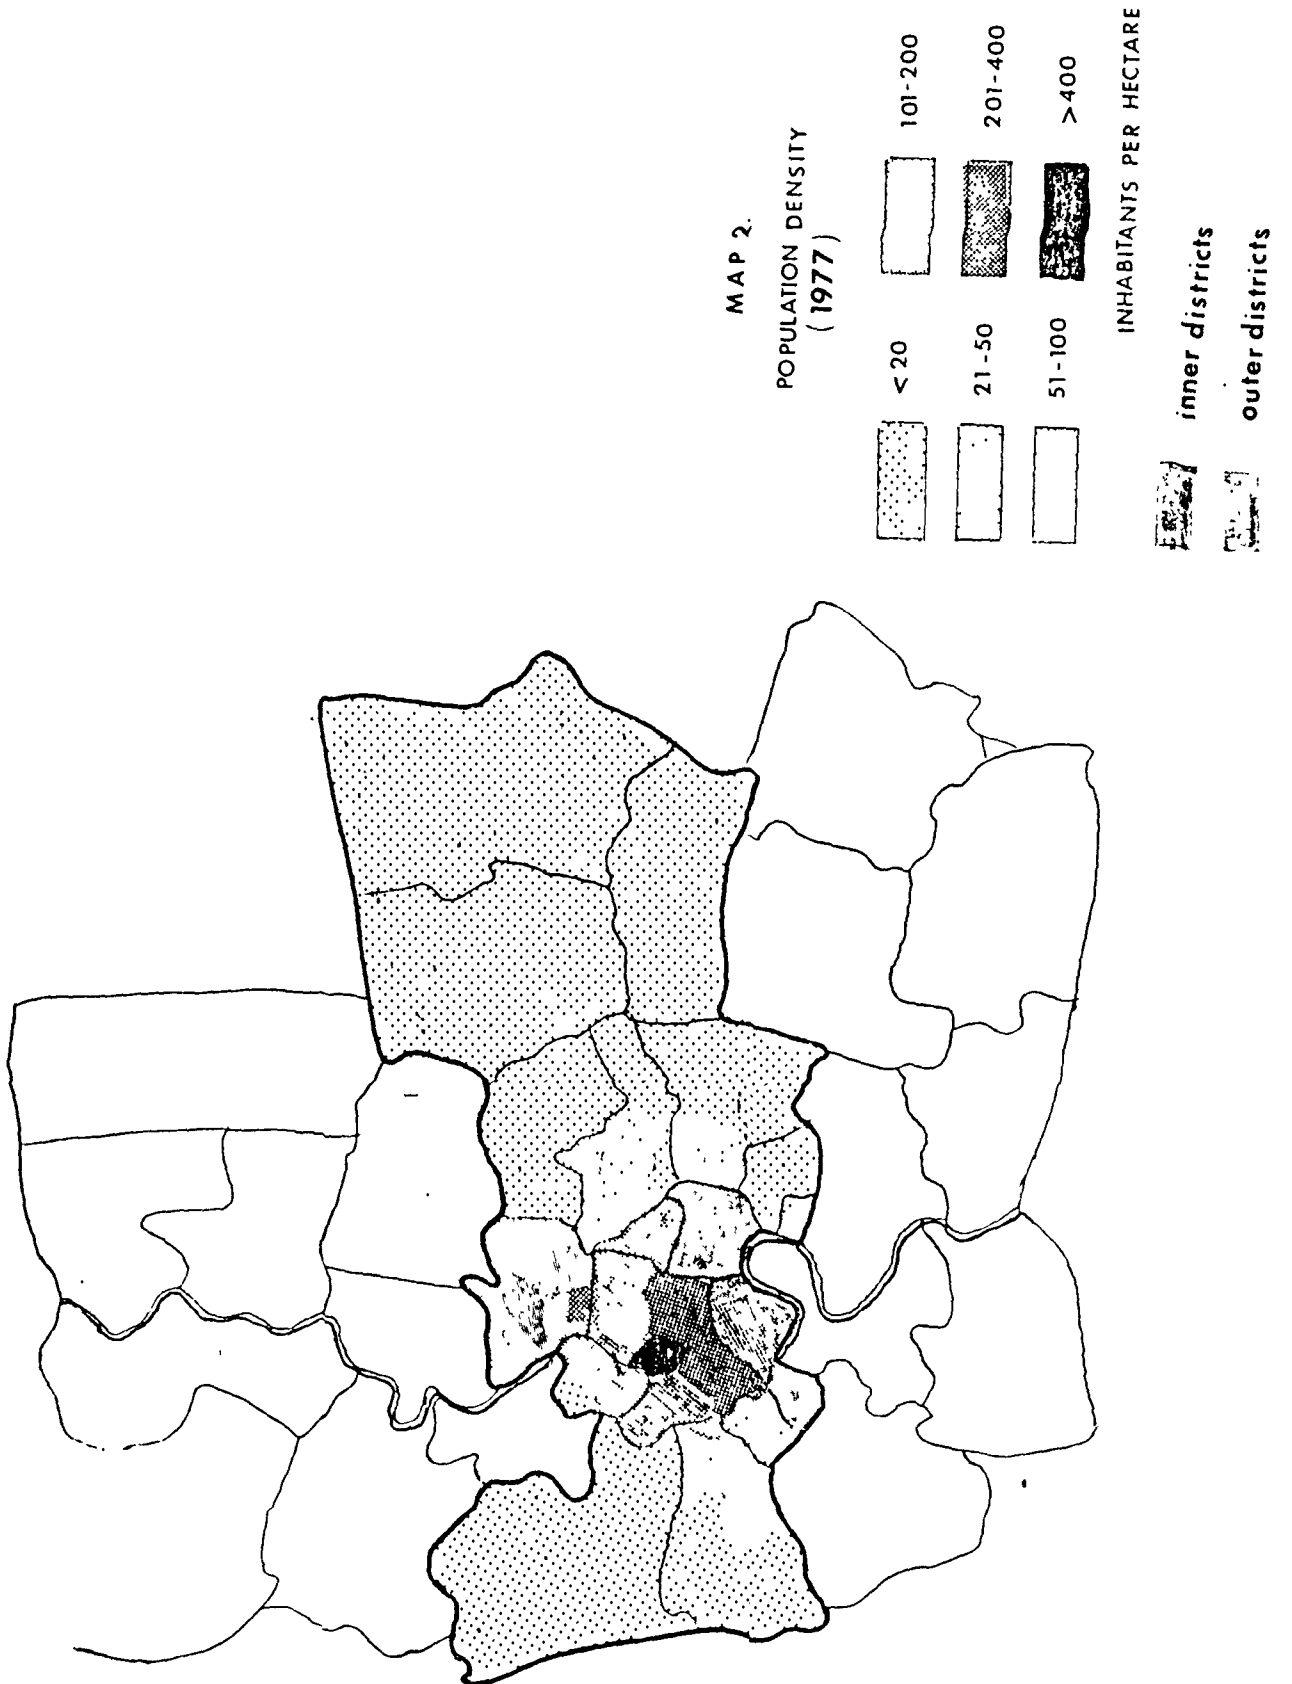 MAP 2.
POPULATION DENSITY
(1977)
<20
101-200
21-50
201-400
51-100
>400
INHABITANTS PER HECTARE
inner districts
outer districts